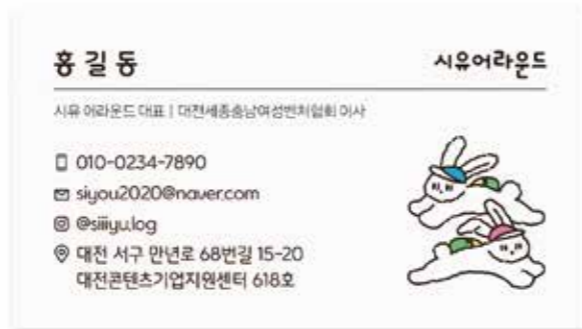 홍길동
시유어라운드
시유 어라운드 대표 | 대전세종충남여성벤처협회 이사
010-0234-7890
siyou2020@naver.com
@siiiyu.log
대전 서구 만년로 68번길 15-20
대전콘텐츠기업지원센터 618호